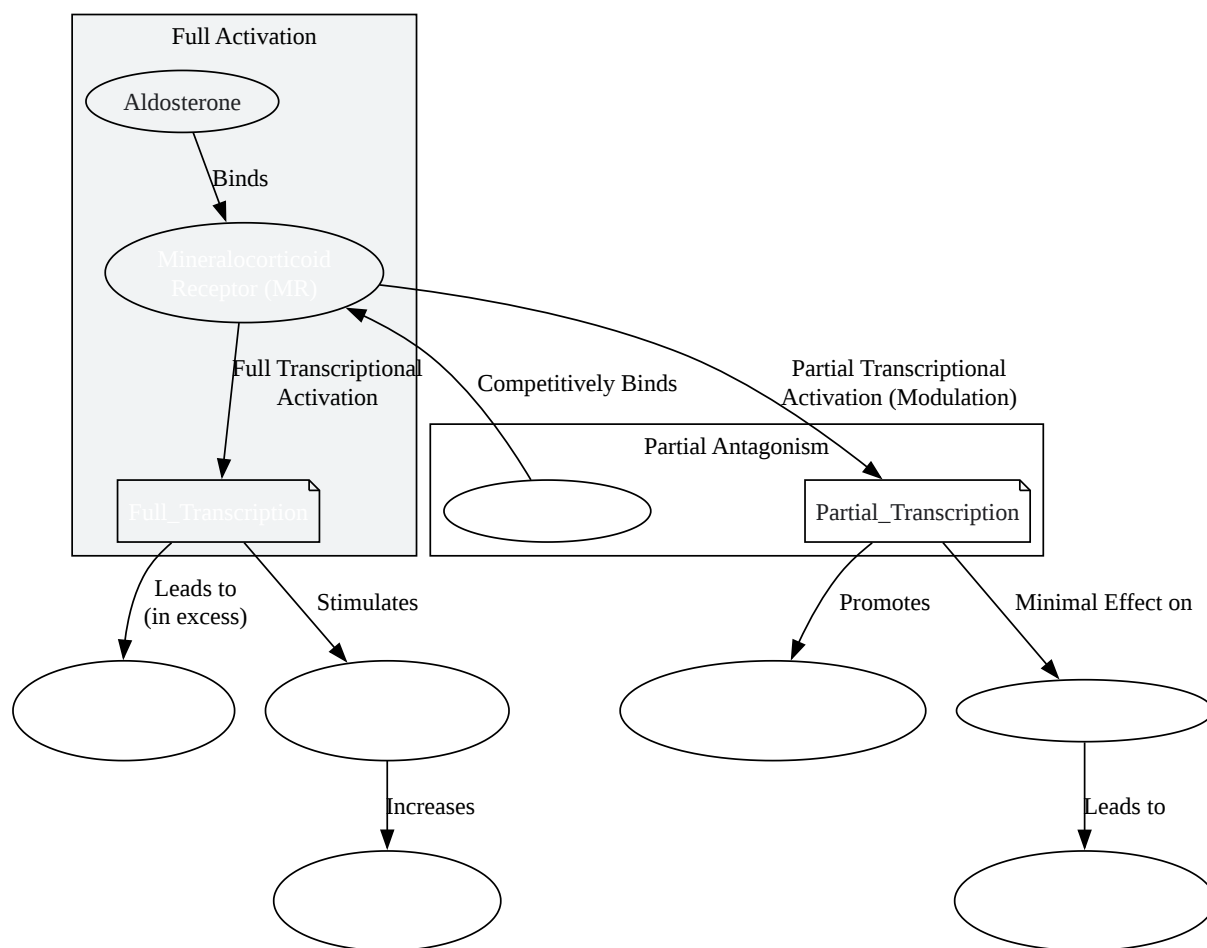 Full Activation
Aldosterone
Binds
Mineralocorticoid
Receptor (MR)
Full Transcriptional
Activation
Competitively Binds
Partial Transcriptional
Activation (Modulation)
Partial Antagonism
Full_Transcription
Partial_Transcription
Leads to
(in excess)
Stimulates
Promotes
Minimal Effect on
Increases
Leads to